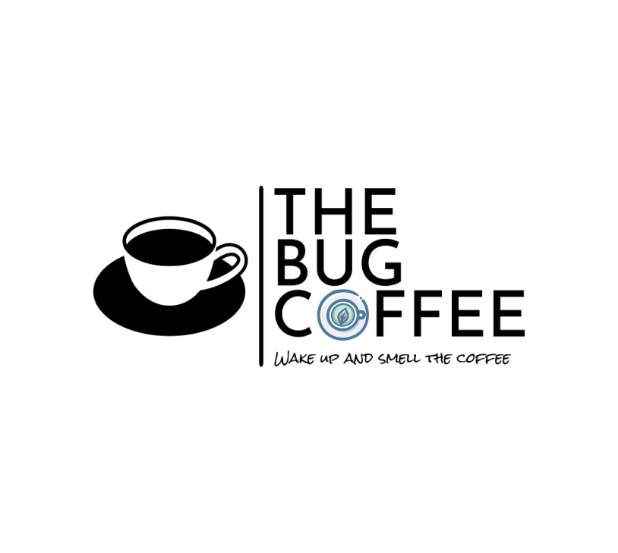 THE
BUG
COFFEE
WAKE UP AND SMELL THE COFFEE